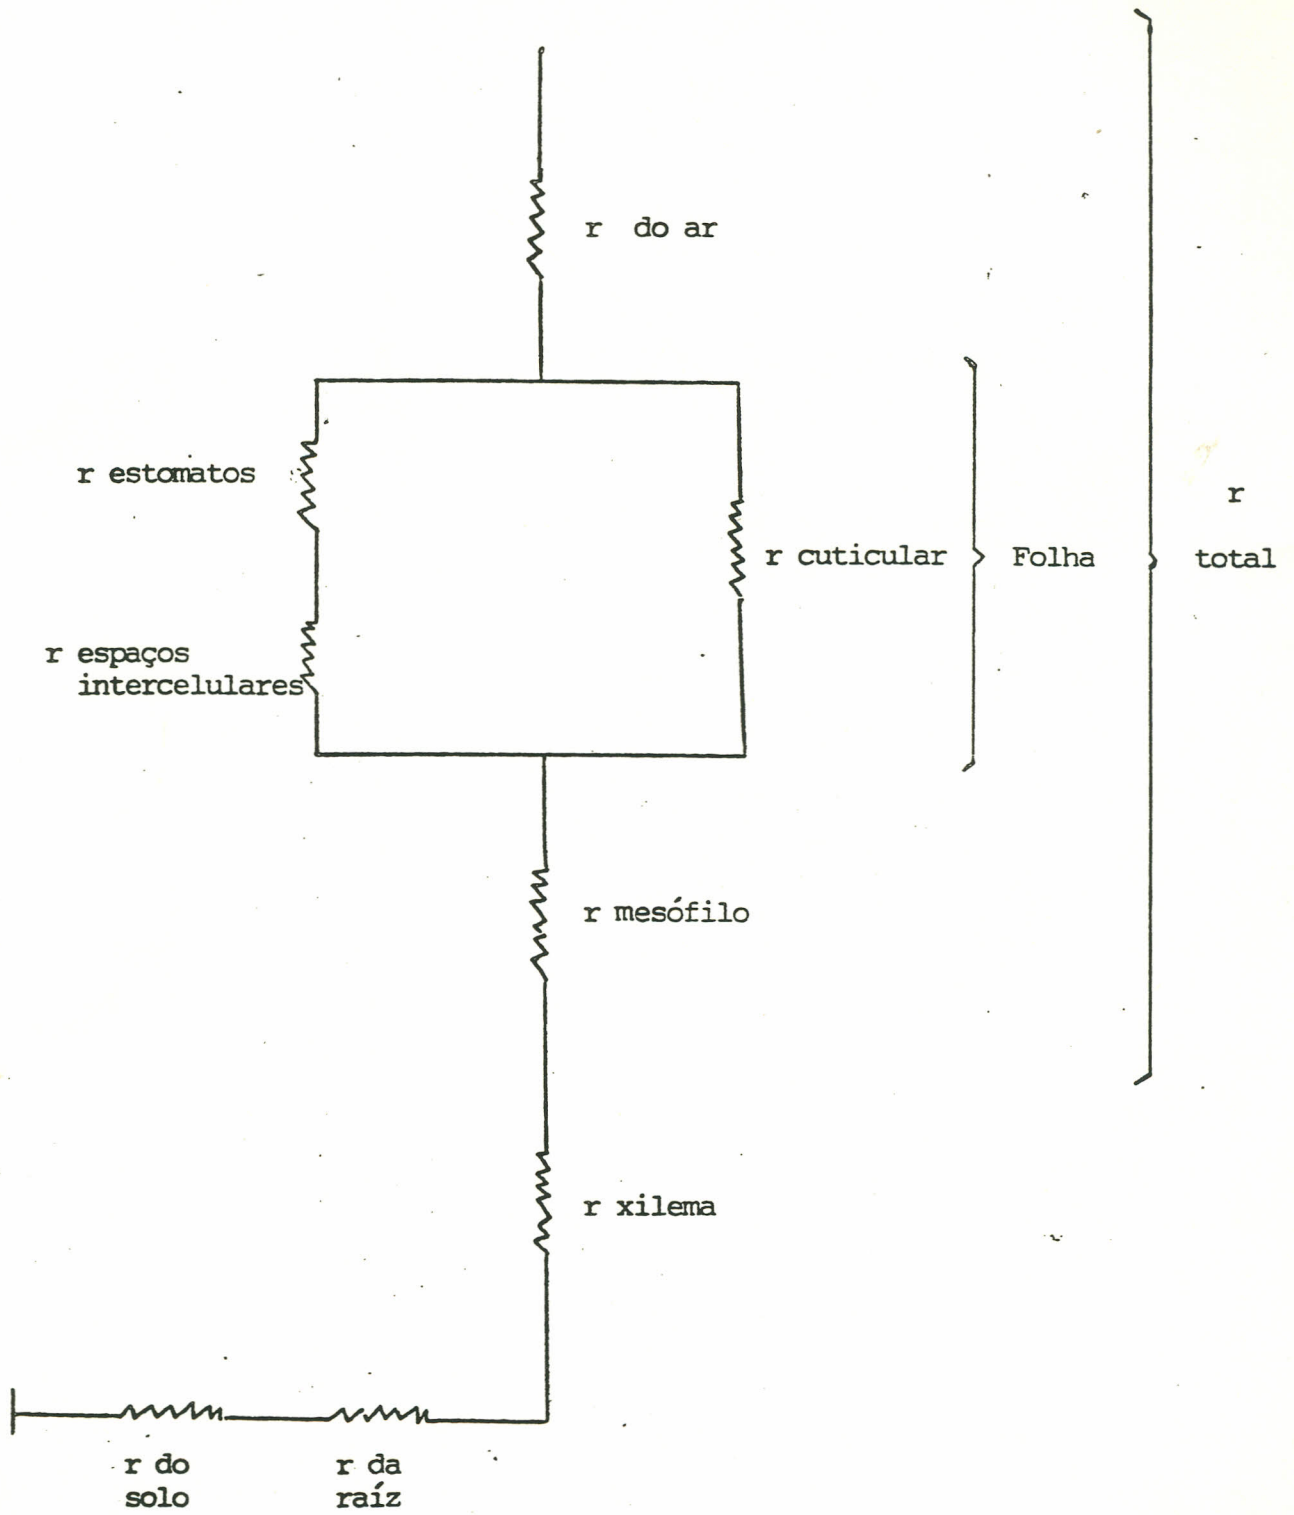 r do ar
r estomatos
r
r cuticular
Folha
total
r espaços
intercelulares
r mesófilo
r xilema
r do
solo
r da
raíz